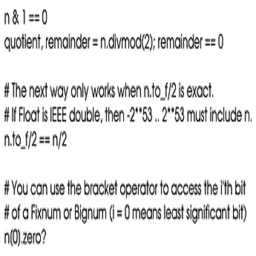 n & 1 == 0
quotient, remainder = n.divmod(2); remainder == 0
# The next way only works when n.to_f/2 is exact.
# If Float is IEEE double, then -2**53 .. 2**53 must include n.
n.to_f/2 == n/2
# You can use the bracket operator to access the i'th bit
# of a Fixnum or Bignum (i = 0 means least significant bit)
n(0).zero?